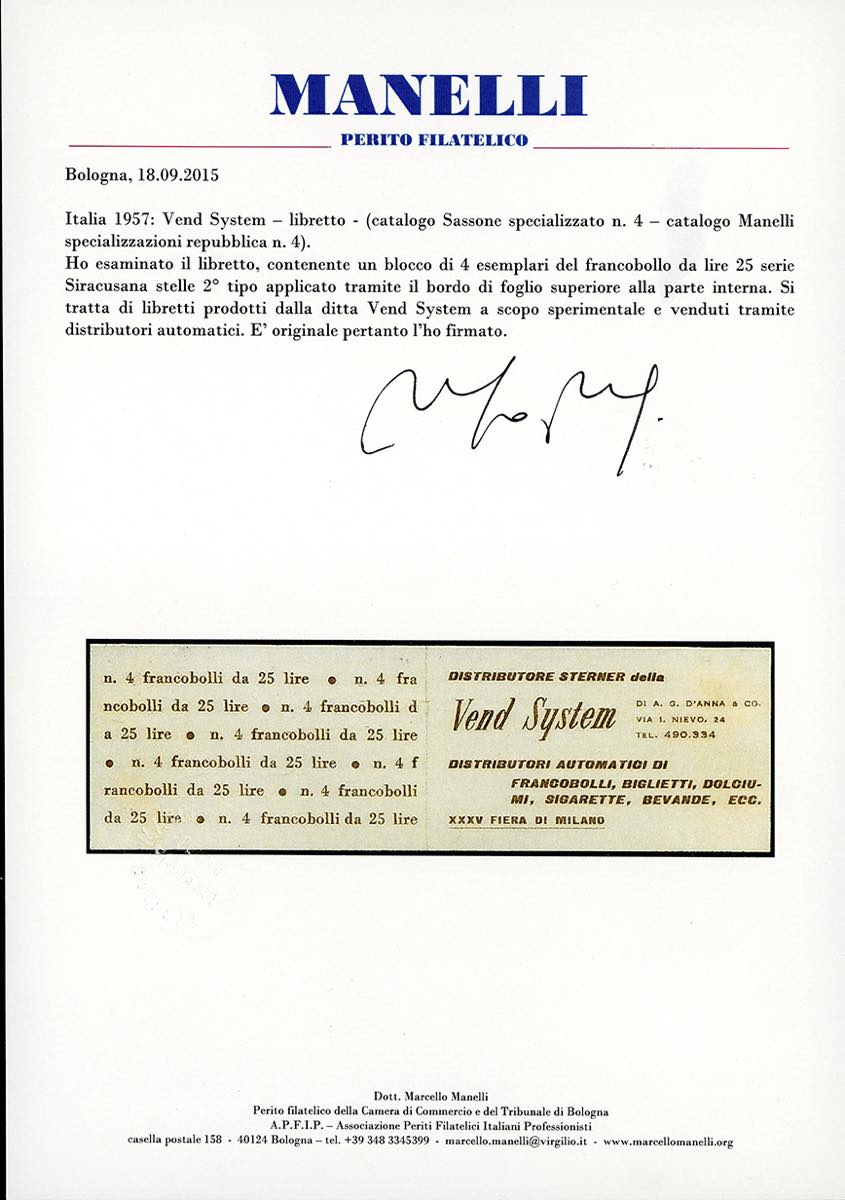 MANELLI
PERITO FILATELICO
Bologna, 18.09.2015
Italia 1957: Vend System – libretto - (catalogo Sassone specializzato n. 4 – catalogo Manelli
specializzazioni repubblica n. 4).
Ho esaminato il libretto, contenente un blocco di 4 esemplari del francobollo da lire 25 serie
Siracusana stelle 2° tipo applicato tramite il bordo di foglio superiore alla parte interna. Si
tratta di libretti prodotti dalla ditta Vend System a scopo sperimentale e venduti tramite
distributori automatici. E' originale pertanto l'ho firmato.
n. 4 francobolli da 25 lire ● n. 4 fra
ncobolli da 25 lire ● n. 4 francobolli d
a 25 lire ● n. 4 francobolli da 25 lire
● n. 4 francobolli da 25 lire ● n. 4 f
rancobolli da 25 lire ● n. 4 francobolli
da 25 lire ● n. 4 francobolli da 25 lire
DISTRIBUTORE STERNER della
Vend System
DI A. G. D'ANNA & CO.
VIA I. NIEVO, 24
TEL. 490.334
DISTRIBUTORI AUTOMATICI DI
FRANCOBOLLI, BIGLIETTI, DOLCIU-
MI, SIGARETTE, BEVANDE, ECC.
XXXV FIERA DI MILANO
Dott. Marcello Manelli
Perito filatelico della Camera di Commercio e del Tribunale di Bologna
A.P.F.I.P. – Associazione Periti Filatelici Italiani Professionisti
casella postale 158 - 40124 Bologna – tel. +39 348 3345399 - marcello.manelli@virgilio.it - www.marcellomanelli.org